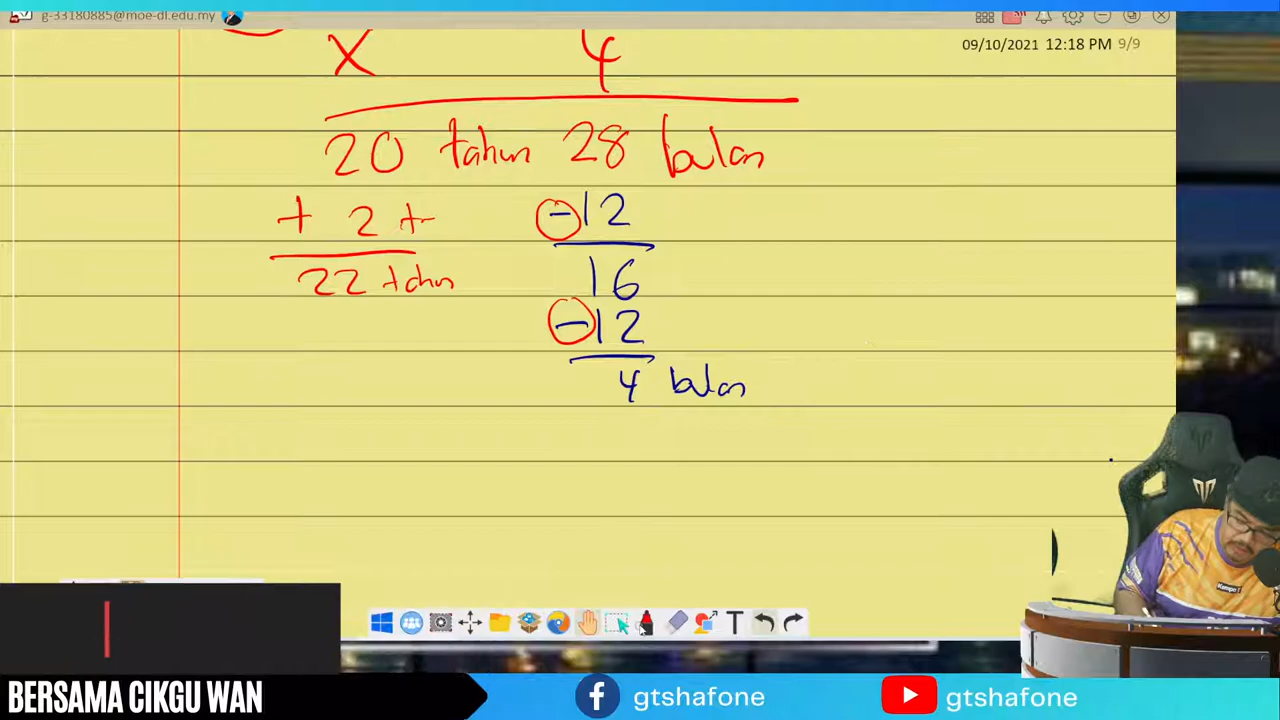 g-33180885@moe-dl.edu.my
09/10/2021 12:18 PM 9/9
X 4
20 tahun 28 bulan
+ 2 t
22 tahun
-12
16
-12
4 bulan
T
BERSAMA CIKGU WAN
gtshafone
gtshafone